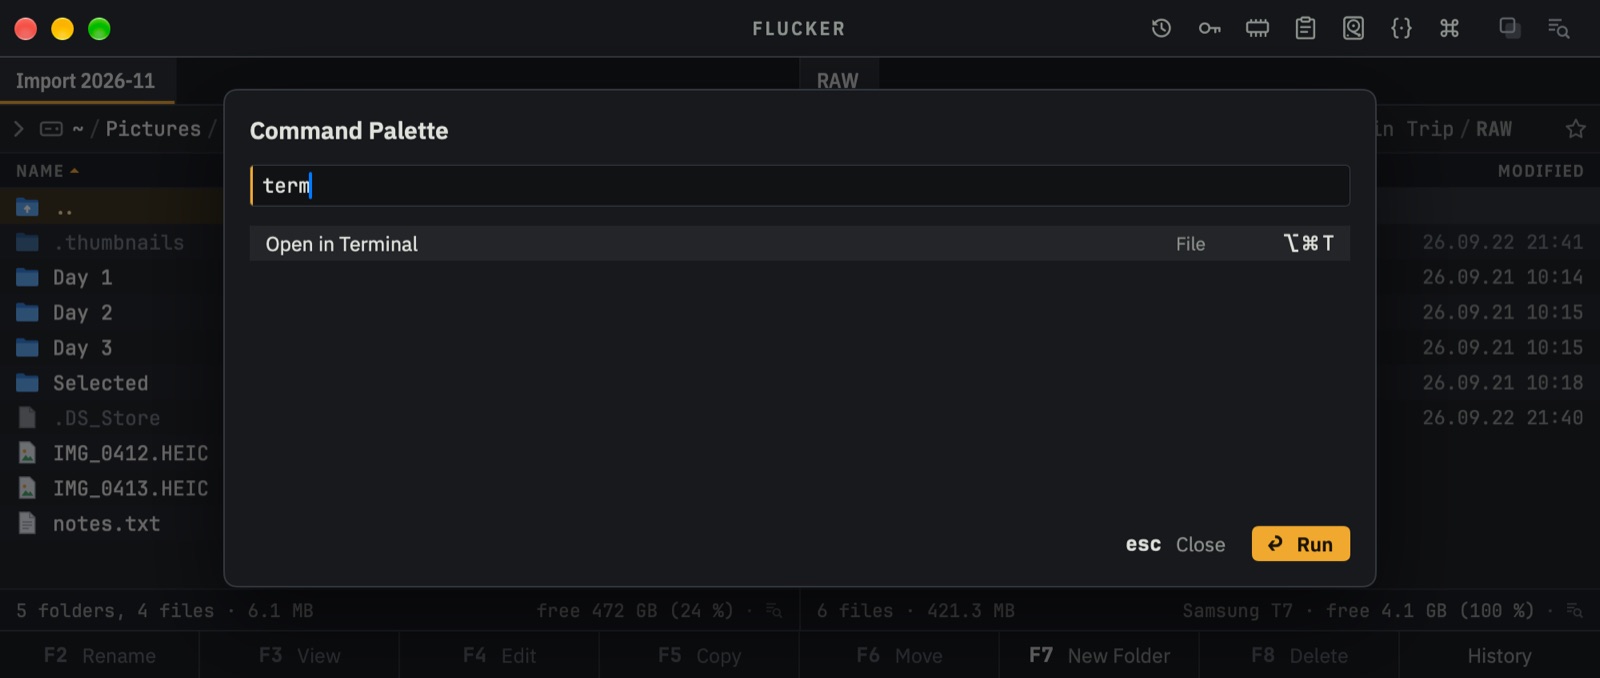 FLUCKER
Import 2026-11
RAW
~ / Pictures /
in Trip / RAW
Command Palette
term
Open in Terminal File ⌥⌘T
esc Close Run
NAME MODIFIED
..
.thumbnails 26.09.22 21:41
Day 1 26.09.21 10:14
Day 2 26.09.21 10:15
Day 3 26.09.21 10:15
Selected 26.09.21 10:18
.DS_Store 26.09.22 21:40
IMG_0412.HEIC
IMG_0413.HEIC
notes.txt
5 folders, 4 files · 6.1 MB free 472 GB (24 %) ·
6 files · 421.3 MB Samsung T7 · free 4.1 GB (100 %) ·
F2 Rename F3 View F4 Edit F5 Copy F6 Move F7 New Folder F8 Delete History